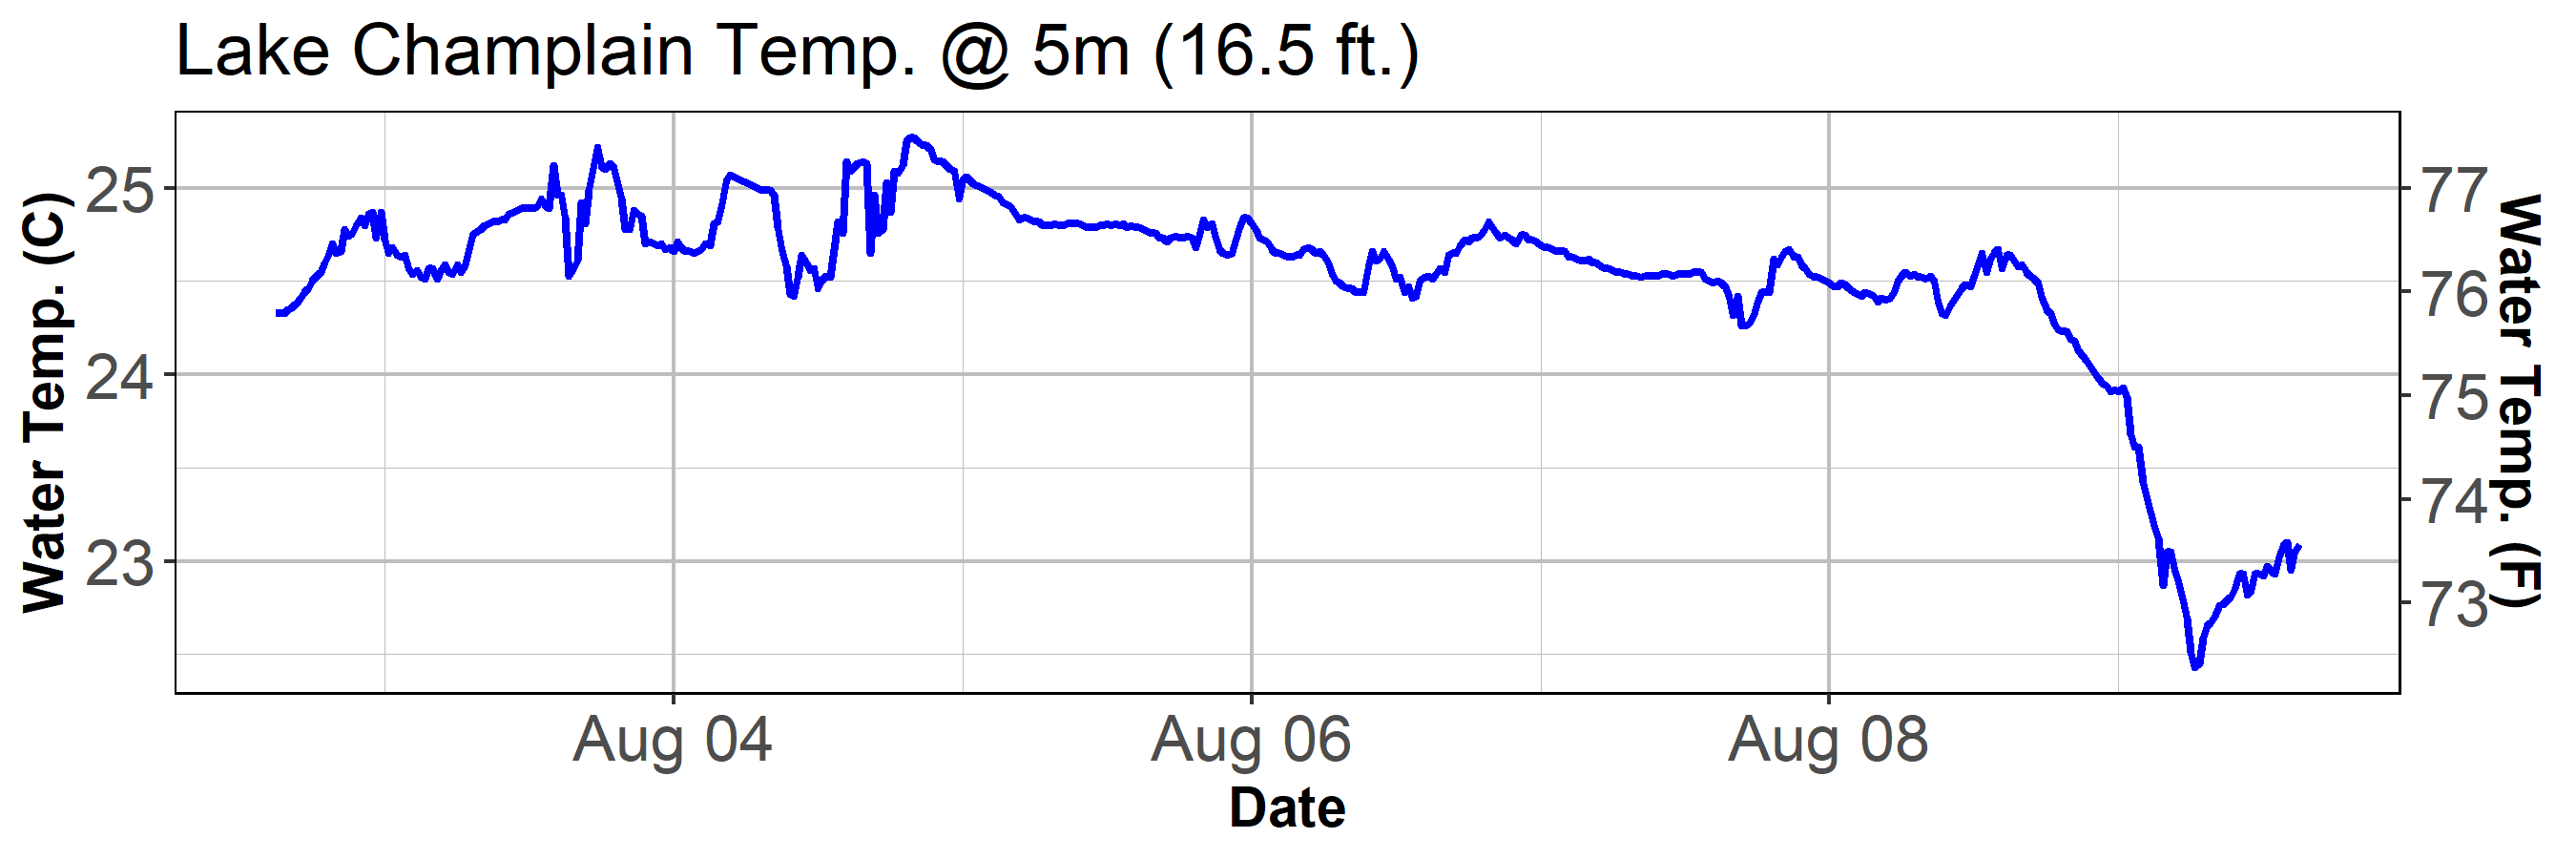 Lake Champlain Temp. @ 5m (16.5 ft.)
Water Temp. (C)
25
24
23
77
76
75
74
73
Water Temp. (F)
Aug 04 Aug 06 Aug 08
Date